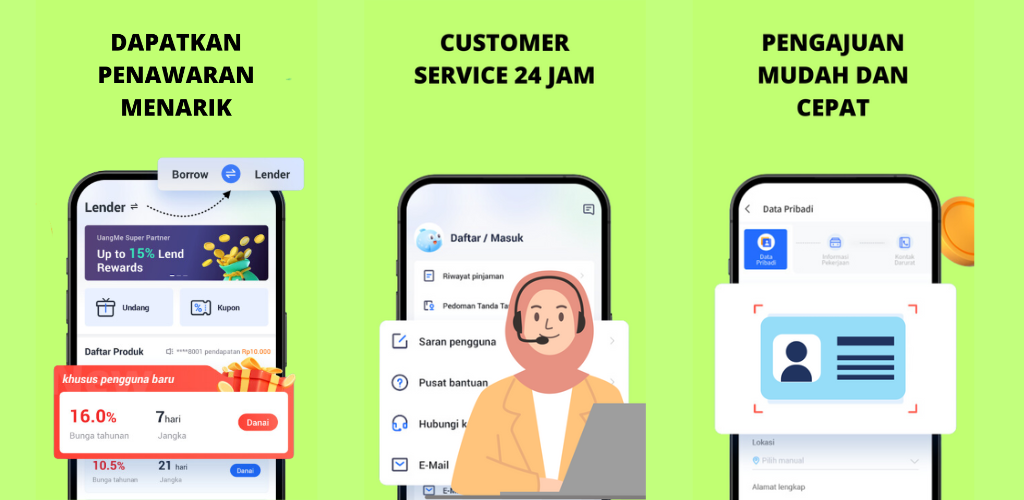 DAPATKAN
PENAWARAN
MENARIK
Borrow
Lender
Lender
UangMe Super Partner
Up to 15% Lend
Rewards
Undang
Kupon
Daftar Produk
****8001 pendapatan Rp10.000
khusus pengguna baru
16.0%
7 hari
Danai
Bunga tahunan
Jangka
10.5%
21 hari
Danai
Bunga tahunan
Jangka
CUSTOMER
SERVICE 24 JAM
Daftar / Masuk
Riwayat pinjaman
Pedoman Tanda Ta
Saran pengguna
Pusat bantuan
Hubungi k
E-Mail
PENGAJUAN
MUDAH DAN
CEPAT
Data Pribadi
Data
Pribadi
Informasi
Pekerjaan
Kontak
Darurat
Lokasi
Pilih manual
Alamat lengkap